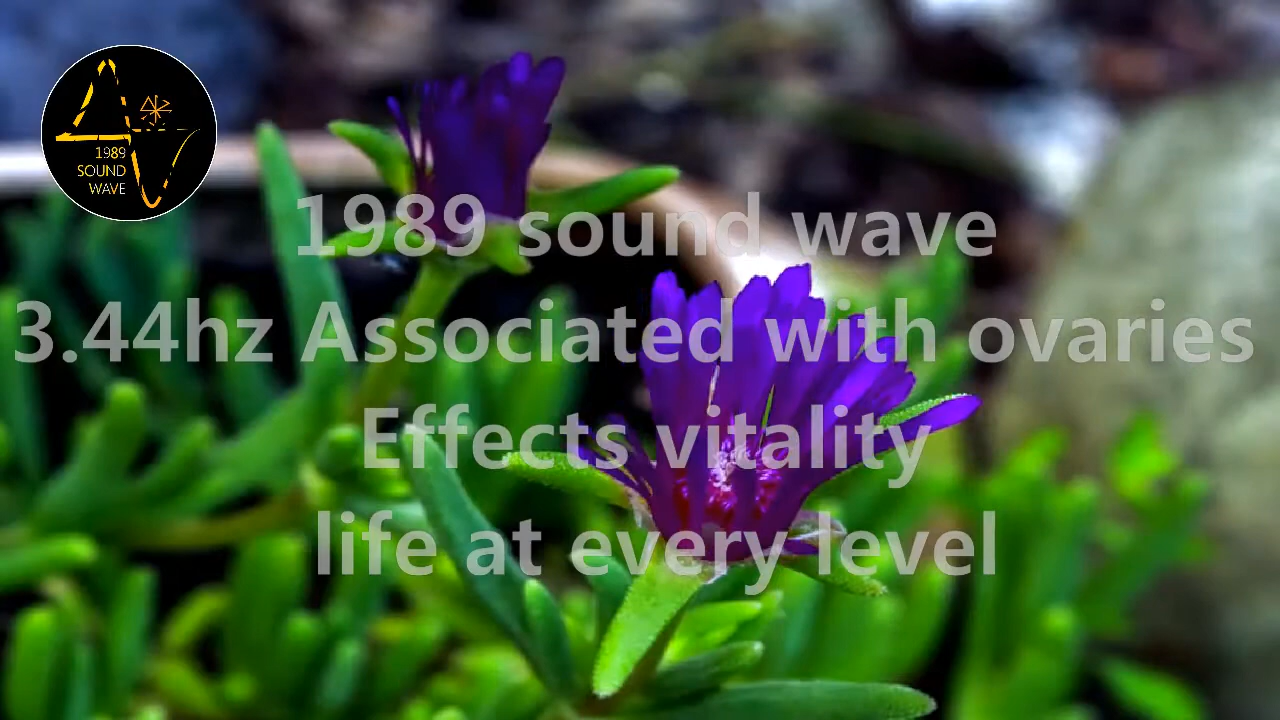 1989
SOUND
WAVE
1989 sound wave
3.44hz Associated with ovaries
Effects vitality
life at every level